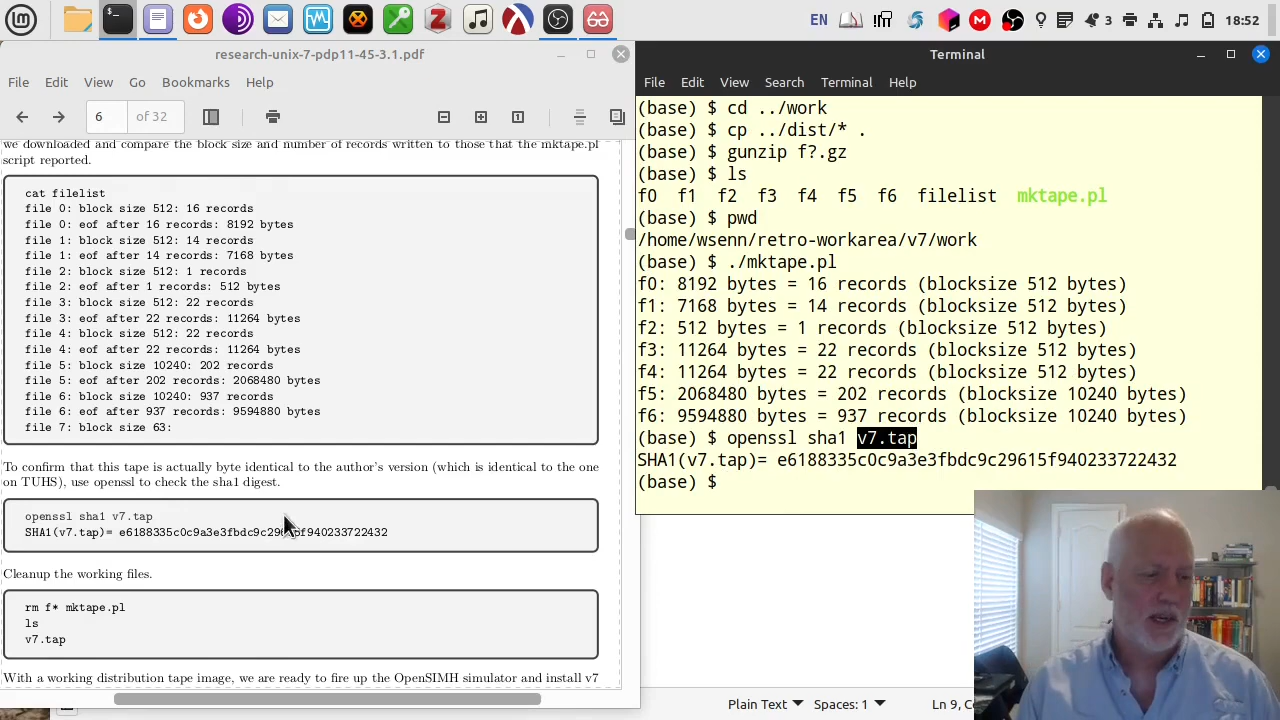 EN
3
18:52
research-unix-7-pdp11-45-3.1.pdf
File Edit View Go Bookmarks Help
6 of 32
we downloaded and compare the block size and number of records written to those that the mktape.pl
script reported.
cat filelist
file 0: block size 512: 16 records
file 0: eof after 16 records: 8192 bytes
file 1: block size 512: 14 records
file 1: eof after 14 records: 7168 bytes
file 2: block size 512: 1 records
file 2: eof after 1 records: 512 bytes
file 3: block size 512: 22 records
file 3: eof after 22 records: 11264 bytes
file 4: block size 512: 22 records
file 4: eof after 22 records: 11264 bytes
file 5: block size 10240: 202 records
file 5: eof after 202 records: 2068480 bytes
file 6: block size 10240: 937 records
file 6: eof after 937 records: 9594880 bytes
file 7: block size 63:
To confirm that this tape is actually byte identical to the author's version (which is identical to the one
on TUHS), use openssl to check the sha1 digest.
openssl sha1 v7.tap
SHA1(v7.tap)= e6188335c0c9a3e3fbdc9c29615f940233722432
Cleanup the working files.
rm f* mktape.pl
ls
v7.tap
With a working distribution tape image, we are ready to fire up the OpenSIMH simulator and install v7
Terminal
File Edit View Search Terminal Help
(base) $ cd ../work
(base) $ cp ../dist/* .
(base) $ gunzip f?.gz
(base) $ ls
f0 f1 f2 f3 f4 f5 f6 filelist mktape.pl
(base) $ pwd
/home/wsenn/retro-workarea/v7/work
(base) $ ./mktape.pl
f0: 8192 bytes = 16 records (blocksize 512 bytes)
f1: 7168 bytes = 14 records (blocksize 512 bytes)
f2: 512 bytes = 1 records (blocksize 512 bytes)
f3: 11264 bytes = 22 records (blocksize 512 bytes)
f4: 11264 bytes = 22 records (blocksize 512 bytes)
f5: 2068480 bytes = 202 records (blocksize 10240 bytes)
f6: 9594880 bytes = 937 records (blocksize 10240 bytes)
(base) $ openssl sha1 v7.tap
SHA1(v7.tap)= e6188335c0c9a3e3fbdc9c29615f940233722432
(base) $
Plain Text Spaces: 1 Ln 9,